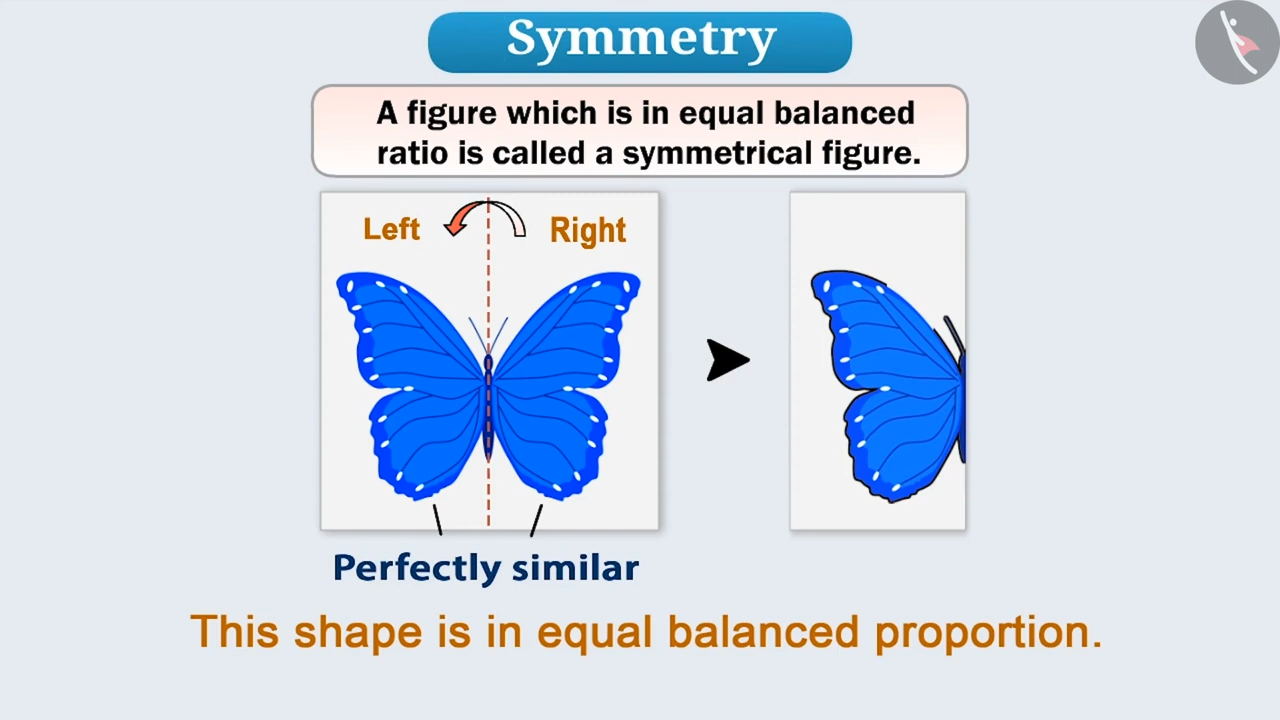 Symmetry
A figure which is in equal balanced
ratio is called a symmetrical figure.
Left
Right
Perfectly similar
This shape is in equal balanced proportion.